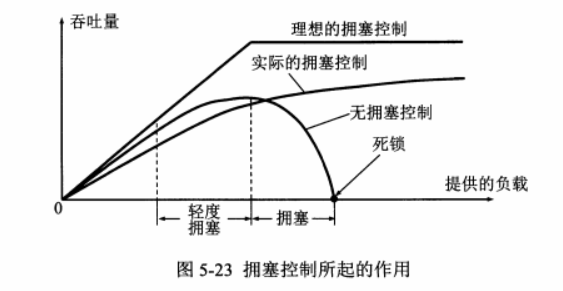 吞吐量
理想的拥塞控制
实际的拥塞控制
无拥塞控制
死锁
提供的负载
0
轻度
拥塞
拥塞
图 5-23 拥塞控制所起的作用